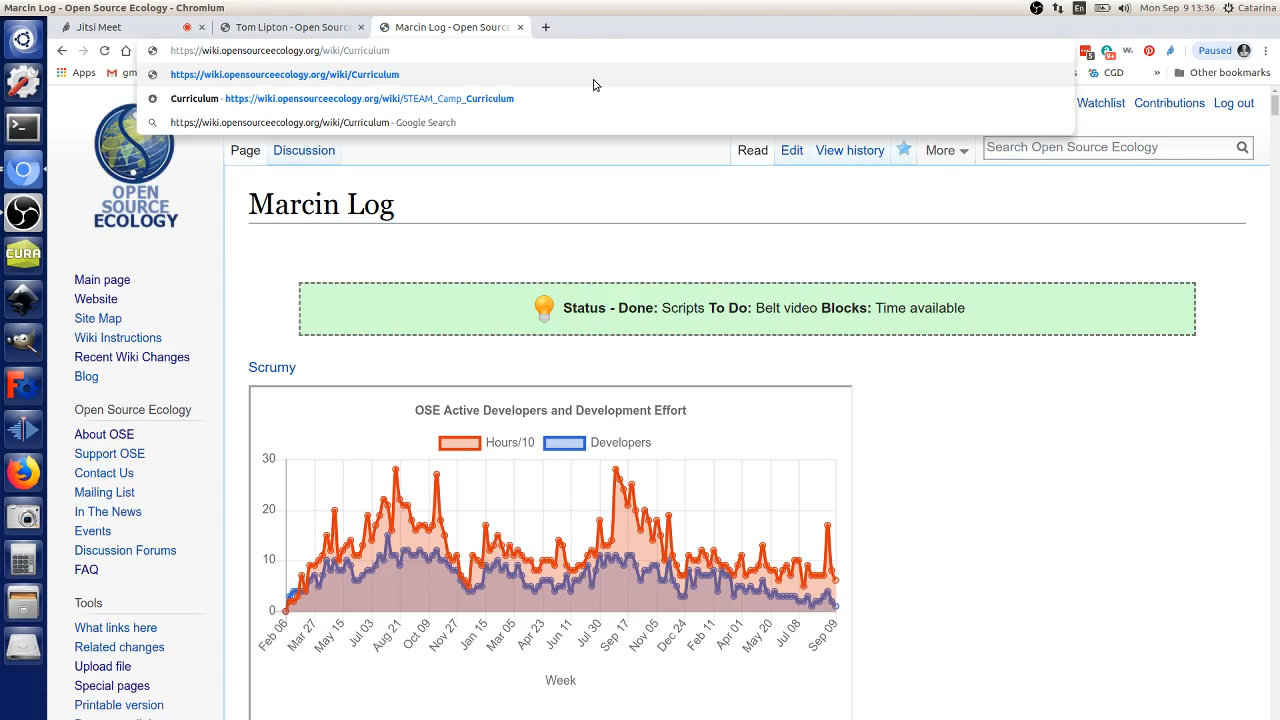 Marcin Log - Open Source Ecology - Chromium
En
Mon Sep 9 13:36
Catarina
Jitsi Meet
Tom Lipton - Open Source
Marcin Log - Open Source
https://wiki.opensourceecology.org/wiki/Curriculum
5
9+
W.
Paused
Apps
gm
https://wiki.opensourceecology.org/wiki/Curriculum
CGD
»
Other bookmarks
Curriculum - https://wiki.opensourceecology.org/wiki/STEAM_Camp_Curriculum
https://wiki.opensourceecology.org/wiki/Curriculum - Google Search
Watchlist
Contributions
Log out
Page
Discussion
Read
Edit
View history
More
Search Open Source Ecology
OPEN
SOURCE
ECOLOGY
Marcin Log
CURA
Main page
Website
Site Map
Wiki Instructions
Recent Wiki Changes
Blog
Status - Done: Scripts To Do: Belt video Blocks: Time available
Scrumy
Open Source Ecology
About OSE
Support OSE
Contact Us
Mailing List
In The News
Events
Discussion Forums
FAQ
Tools
What links here
Related changes
Upload file
Special pages
Printable version
OSE Active Developers and Development Effort
Hours/10
Developers
30
20
10
0
Feb 06
Mar 27
May 15
Jul 03
Aug 21
Oct 09
Nov 27
Jan 15
Mar 05
Apr 23
Jun 11
Jul 30
Sep 17
Nov 05
Dec 24
Feb 11
Apr 01
May 20
Jul 08
Sep 09
Week